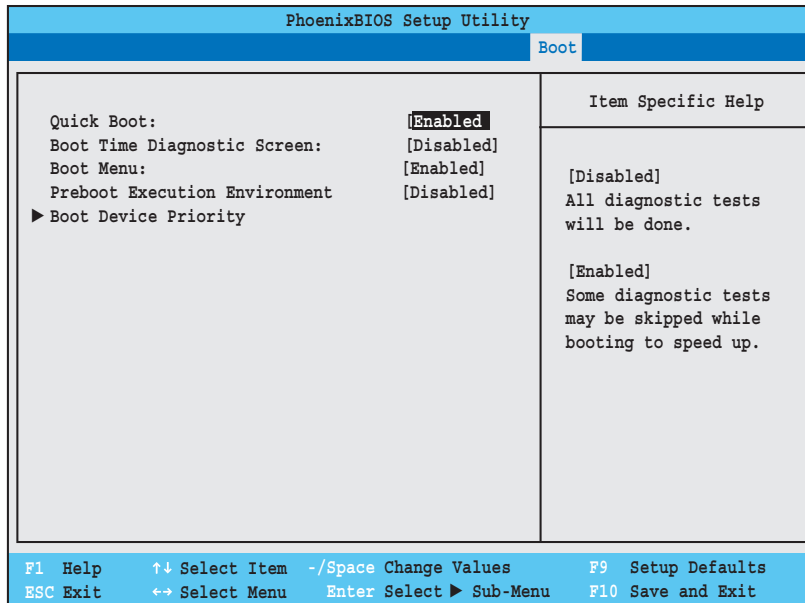 PhoenixBIOS Setup Utility
Boot
Quick Boot: [Enabled
Boot Time Diagnostic Screen: [Disabled]
Boot Menu: [Enabled]
Preboot Execution Environment [Disabled]
▶ Boot Device Priority
Item Specific Help
[Disabled]
All diagnostic tests
will be done.
[Enabled]
Some diagnostic tests
may be skipped while
booting to speed up.
F1 Help ↑↓ Select Item -/Space Change Values F9 Setup Defaults
ESC Exit ←→ Select Menu Enter Select ▶ Sub-Menu F10 Save and Exit